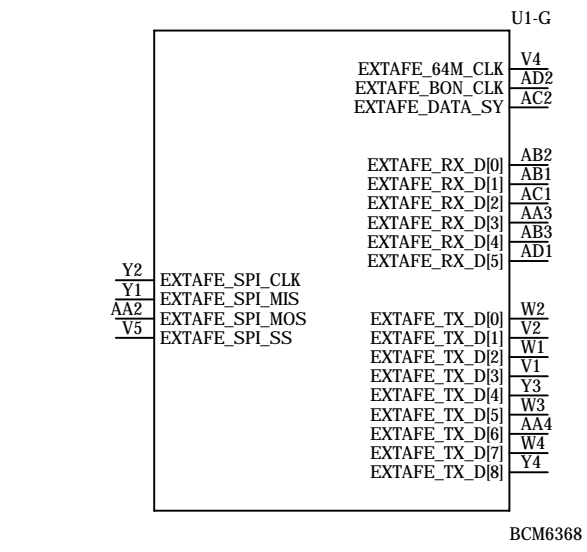 U1-G
EXTAFE_64M_CLK V4
EXTAFE_BON_CLK AD2
EXTAFE_DATA_SY AC2
EXTAFE_RX_D[0] AB2
EXTAFE_RX_D[1] AB1
EXTAFE_RX_D[2] AC1
EXTAFE_RX_D[3] AA3
EXTAFE_RX_D[4] AB3
EXTAFE_RX_D[5] AD1
Y2 EXTAFE_SPI_CLK
Y1 EXTAFE_SPI_MIS
AA2 EXTAFE_SPI_MOS
V5 EXTAFE_SPI_SS
EXTAFE_TX_D[0] W2
EXTAFE_TX_D[1] V2
EXTAFE_TX_D[2] W1
EXTAFE_TX_D[3] V1
EXTAFE_TX_D[4] Y3
EXTAFE_TX_D[5] W3
EXTAFE_TX_D[6] AA4
EXTAFE_TX_D[7] W4
EXTAFE_TX_D[8] Y4
BCM6368